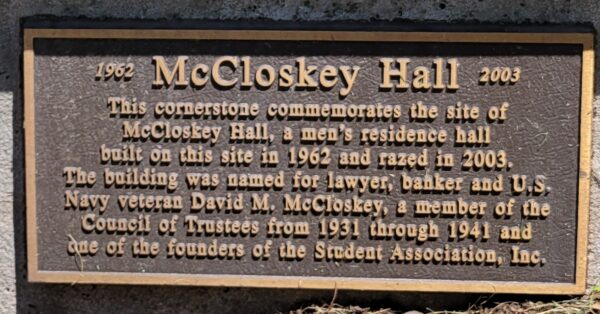 1962 McCloskey Hall 2003
This cornerstone commemorates the site of
McCloskey Hall, a men's residence hall
built on this site in 1962 and razed in 2003.
The building was named for lawyer, banker and U.S.
Navy veteran David M. McCloskey, a member of the
Council of Trustees from 1931 through 1941 and
one of the founders of the Student Association, Inc.